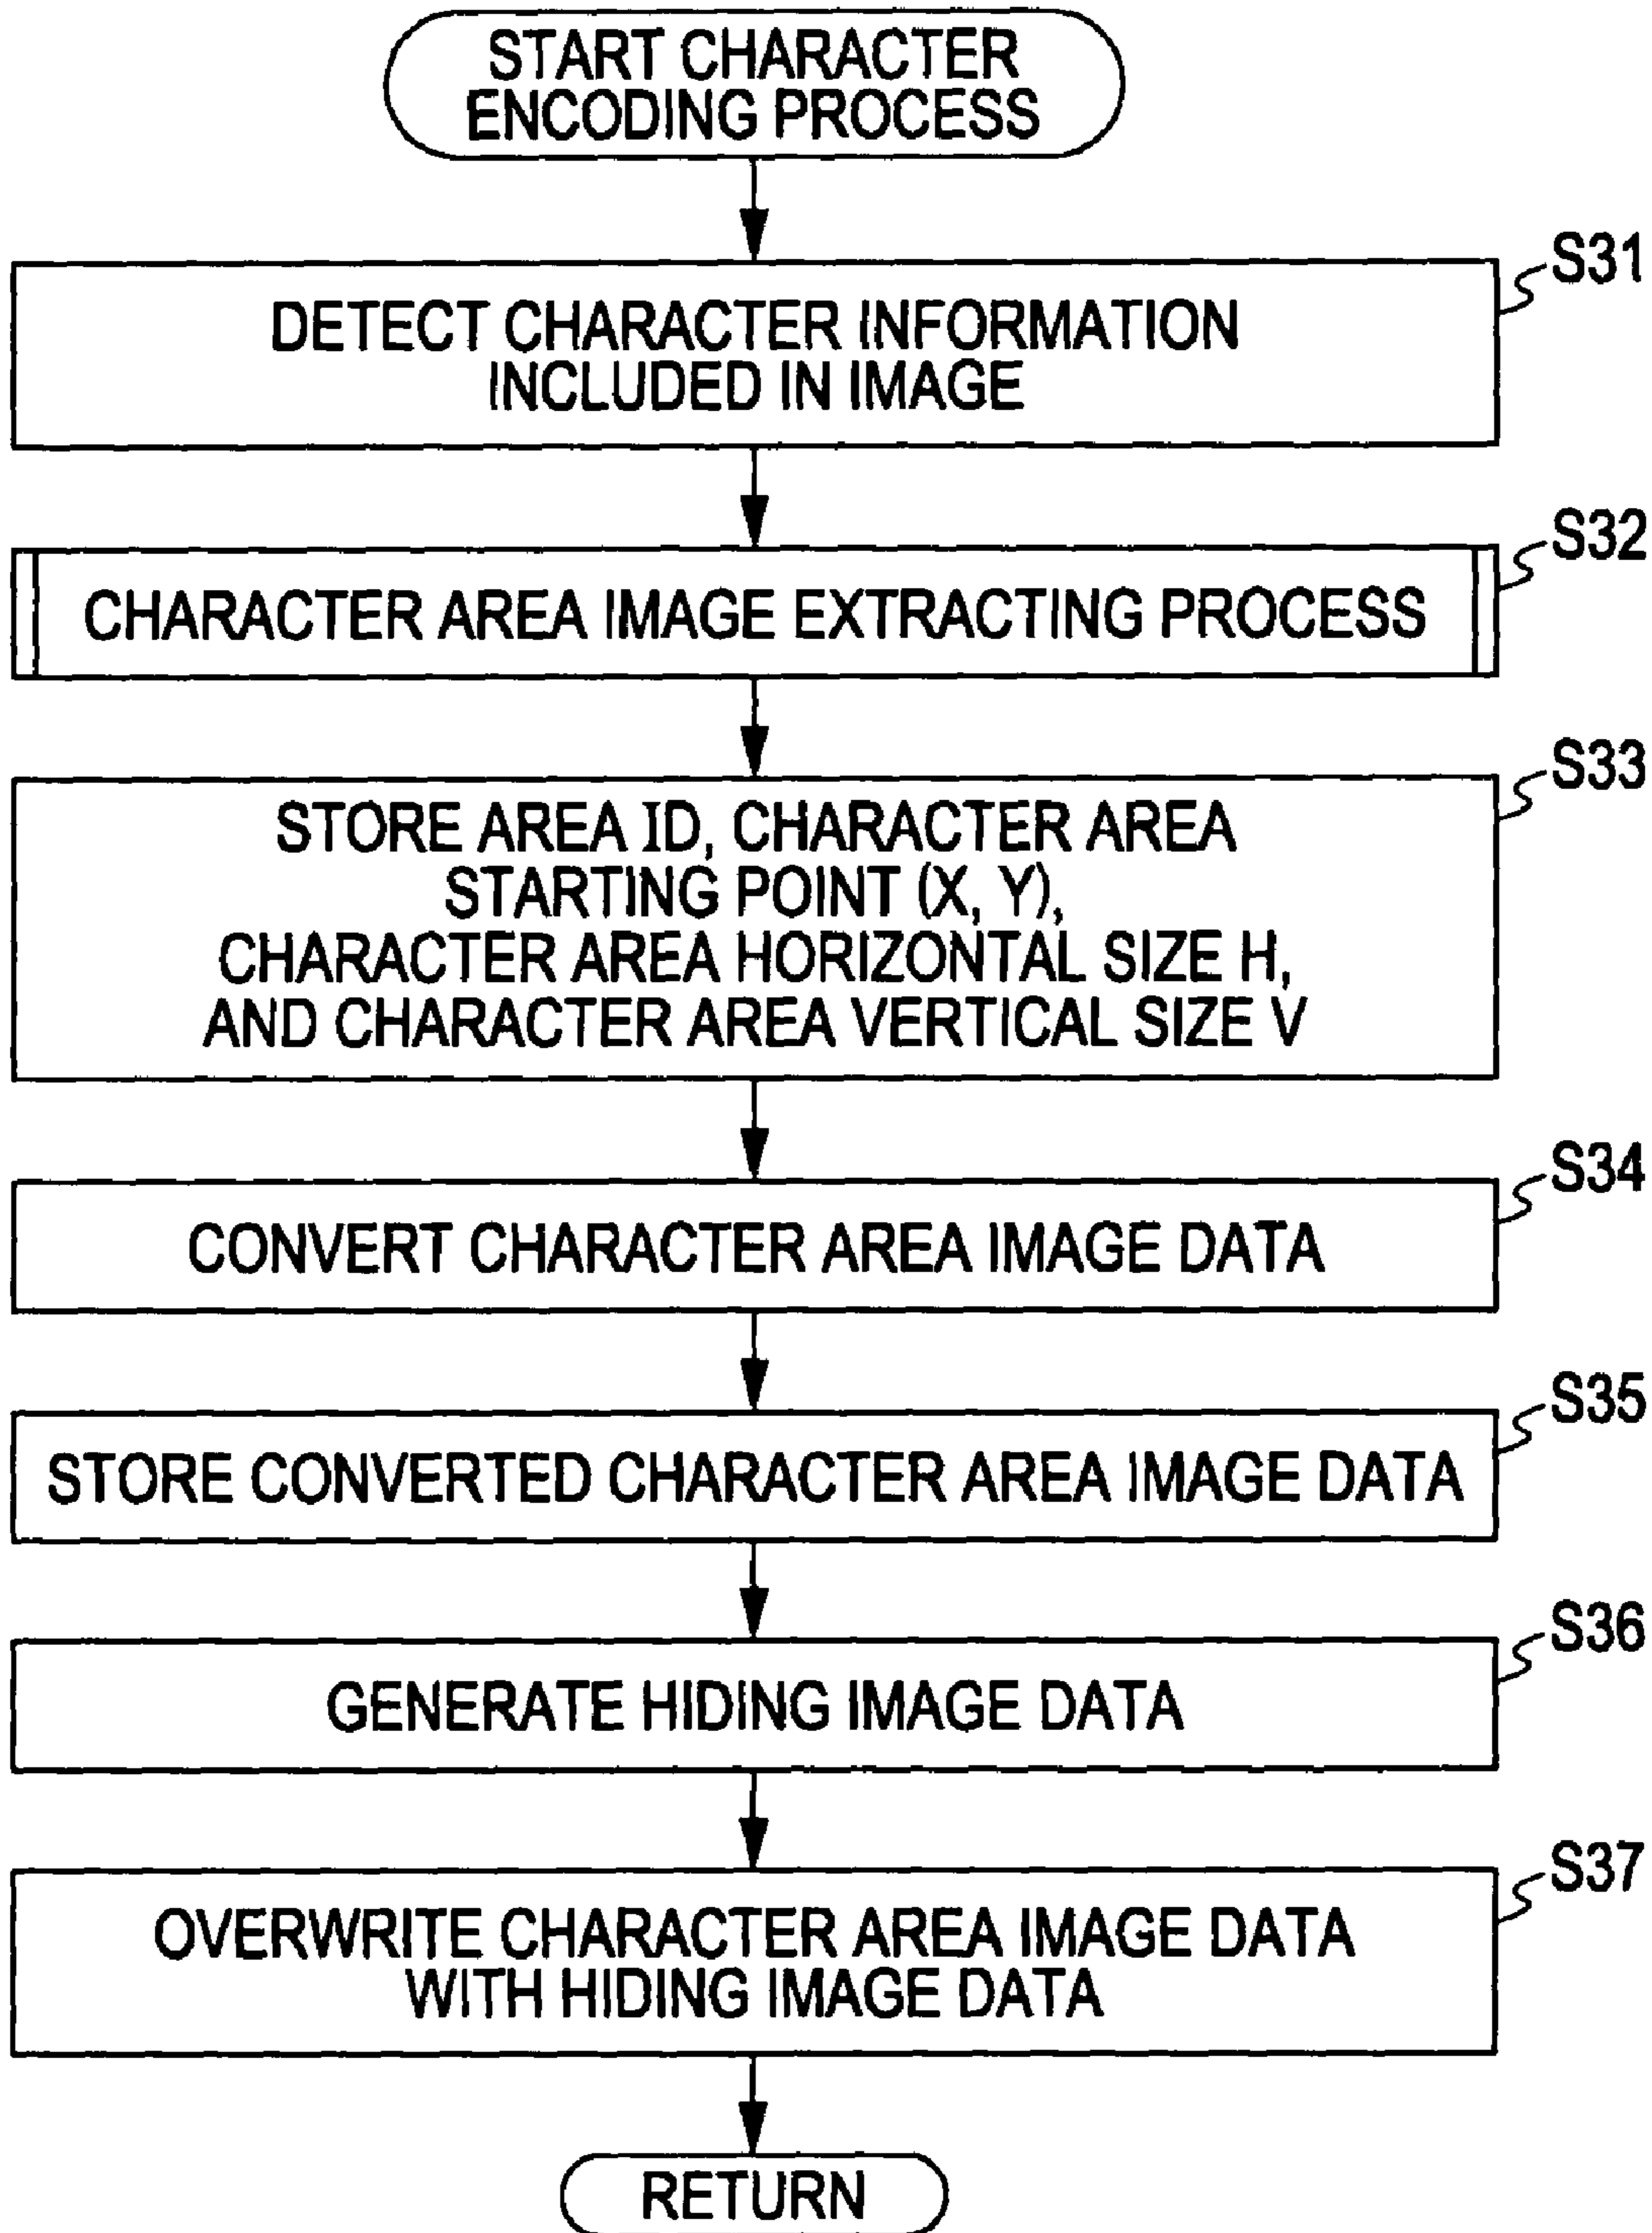 START CHARACTER
ENCODING PROCESS
S31
DETECT CHARACTER INFORMATION
INCLUDED IN IMAGE
S32
CHARACTER AREA IMAGE EXTRACTING PROCESS
S33
STORE AREA ID, CHARACTER AREA
STARTING POINT (X, Y),
CHARACTER AREA HORIZONTAL SIZE H,
AND CHARACTER AREA VERTICAL SIZE V
S34
CONVERT CHARACTER AREA IMAGE DATA
S35
STORE CONVERTED CHARACTER AREA IMAGE DATA
S36
GENERATE HIDING IMAGE DATA
S37
OVERWRITE CHARACTER AREA IMAGE DATA
WITH HIDING IMAGE DATA
RETURN